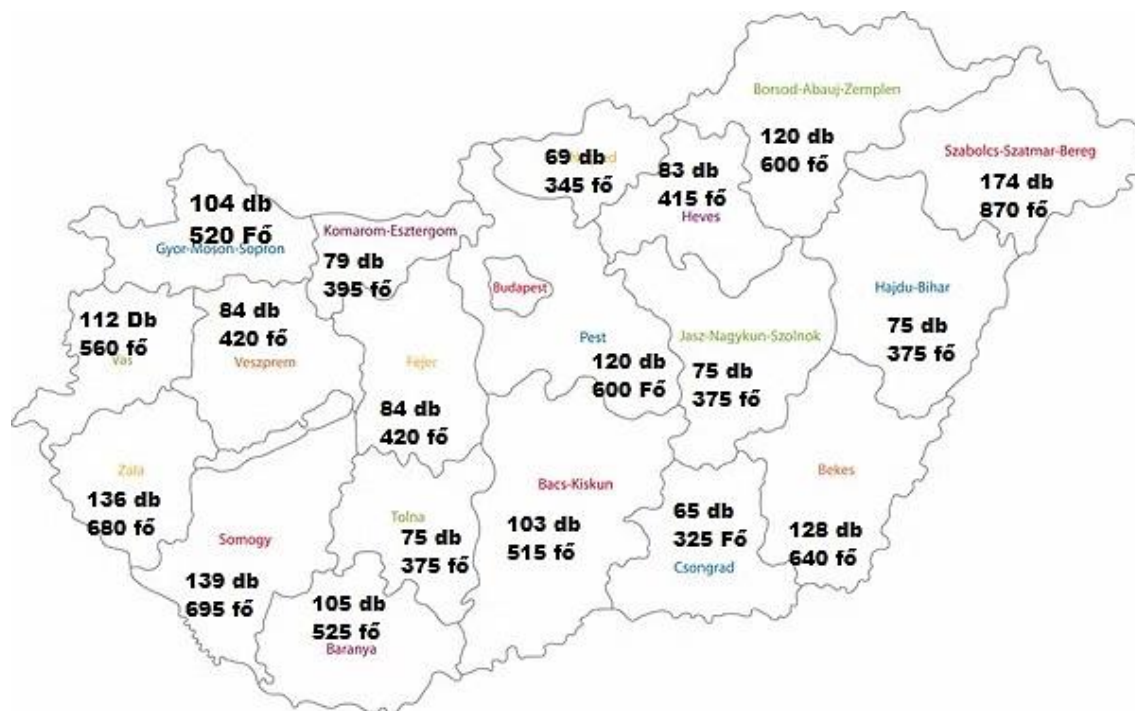 Borsod-Abauj-Zemplen
120 db
600 fő
Szabolcs-Szatmar-Bereg
174 db
870 fő
69 db
345 fő
83 db
415 fő
Heves
104 db
520 Fő
Gyor-Moson-Sopron
Komarom-Esztergom
79 db
395 fő
Budapest
Hajdu-Bihar
75 db
375 fő
112 Db
560 fő
Vas
84 db
420 fő
Veszprem
Fejer
84 db
420 fő
Pest
120 db
600 Fő
Jasz-Nagykun-Szolnok
75 db
375 fő
Zala
136 db
680 fő
Somogy
139 db
695 fő
Tolna
75 db
375 fő
Bacs-Kiskun
103 db
515 fő
65 db
325 Fő
Csongrad
Bekes
128 db
640 fő
105 db
525 fő
Baranya